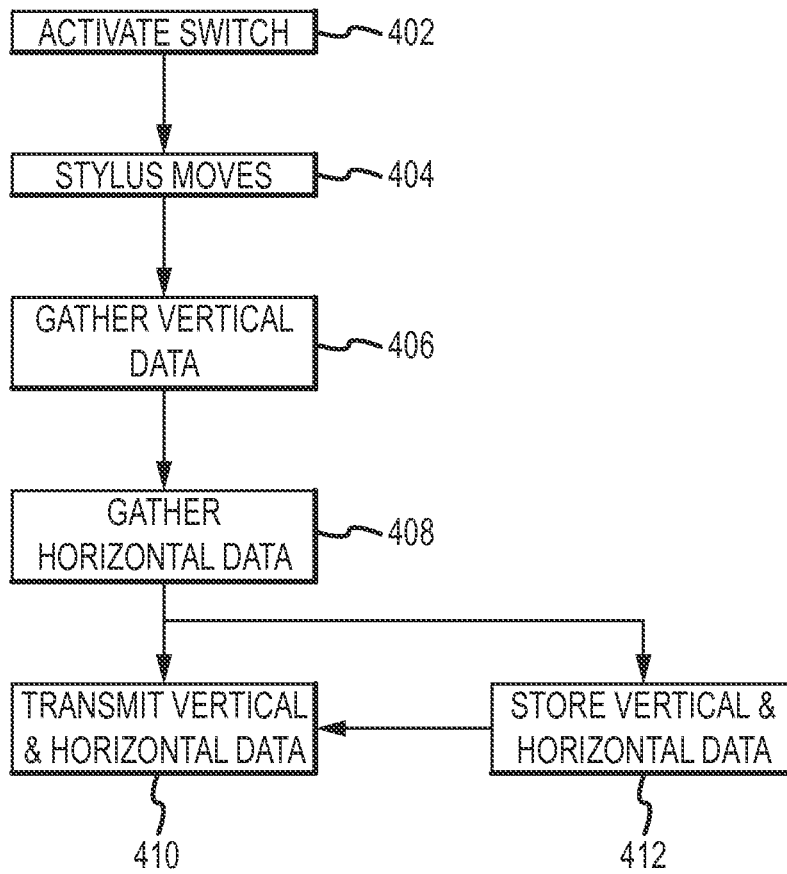 ACTIVATE SWITCH
402
STYLUS MOVES
404
GATHER VERTICAL
DATA
406
GATHER
HORIZONTAL DATA
408
TRANSMIT VERTICAL
& HORIZONTAL DATA
410
STORE VERTICAL &
HORIZONTAL DATA
412